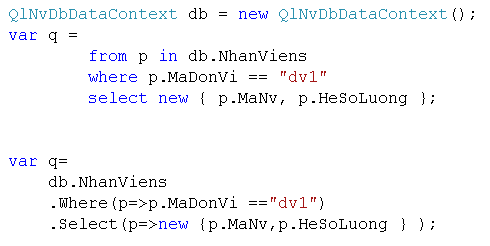 QlNvDbDataContext db = new QlNvDbDataContext();
var q =
from p in db.NhanViens
where p.MaDonVi == "dv1"
select new { p.MaNv, p.HeSoLuong };
var q=
db.NhanViens
.Where(p=>p.MaDonVi =="dv1")
.Select(p=>new {p.MaNv,p.HeSoLuong } );